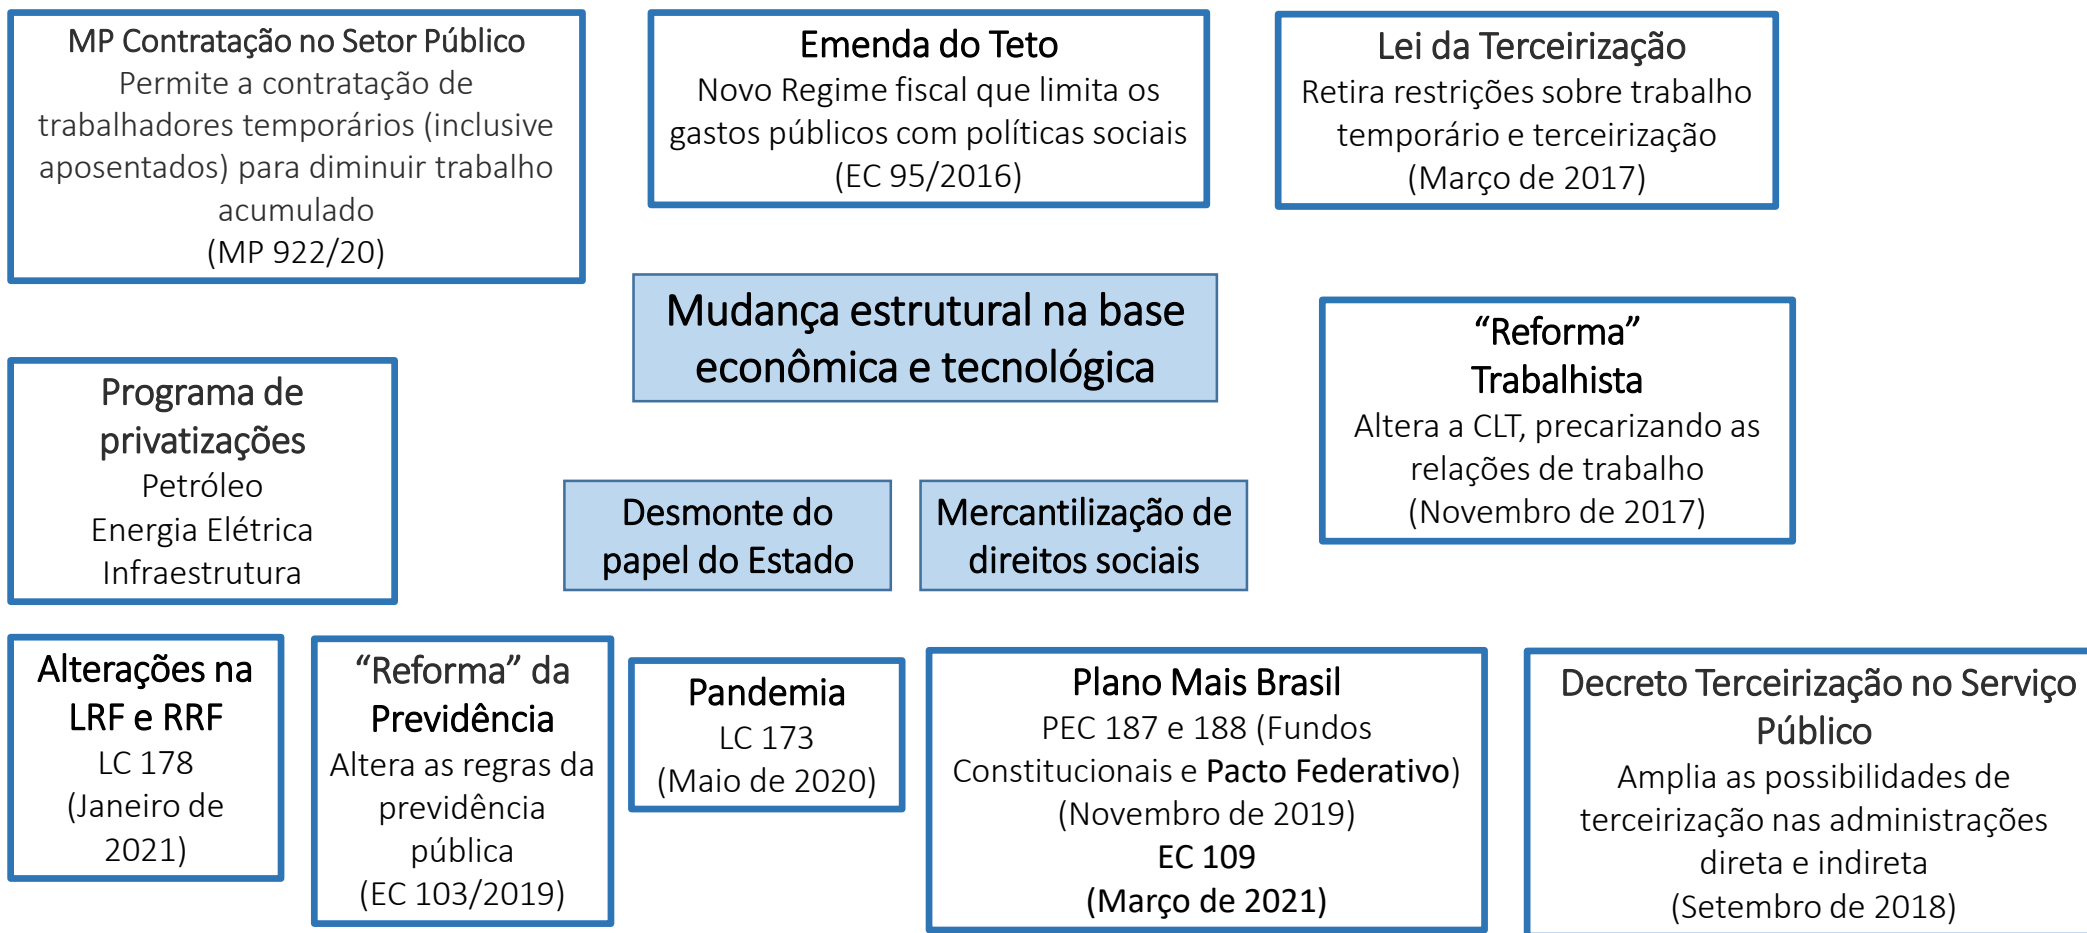 MP Contratação no Setor Público
Permite a contratação de
trabalhadores temporários (inclusive
aposentados) para diminuir trabalho
acumulado
(MP 922/20)
Emenda do Teto
Novo Regime fiscal que limita os
gastos públicos com políticas sociais
(EC 95/2016)
Lei da Terceirização
Retira restrições sobre trabalho
temporário e terceirização
(Março de 2017)
Mudança estrutural na base
econômica e tecnológica
“Reforma”
Trabalhista
Altera a CLT, precarizando as
relações de trabalho
(Novembro de 2017)
Programa de
privatizações
Petróleo
Energia Elétrica
Infraestrutura
Desmonte do
papel do Estado
Mercantilização de
direitos sociais
Alterações na
LRF e RRF
LC 178
(Janeiro de
2021)
“Reforma” da
Previdência
Altera as regras da
previdência
pública
(EC 103/2019)
Pandemia
LC 173
(Maio de 2020)
Plano Mais Brasil
PEC 187 e 188 (Fundos
Constitucionais e Pacto Federativo)
(Novembro de 2019)
EC 109
(Março de 2021)
Decreto Terceirização no Serviço
Público
Amplia as possibilidades de
terceirização nas administrações
direta e indireta
(Setembro de 2018)